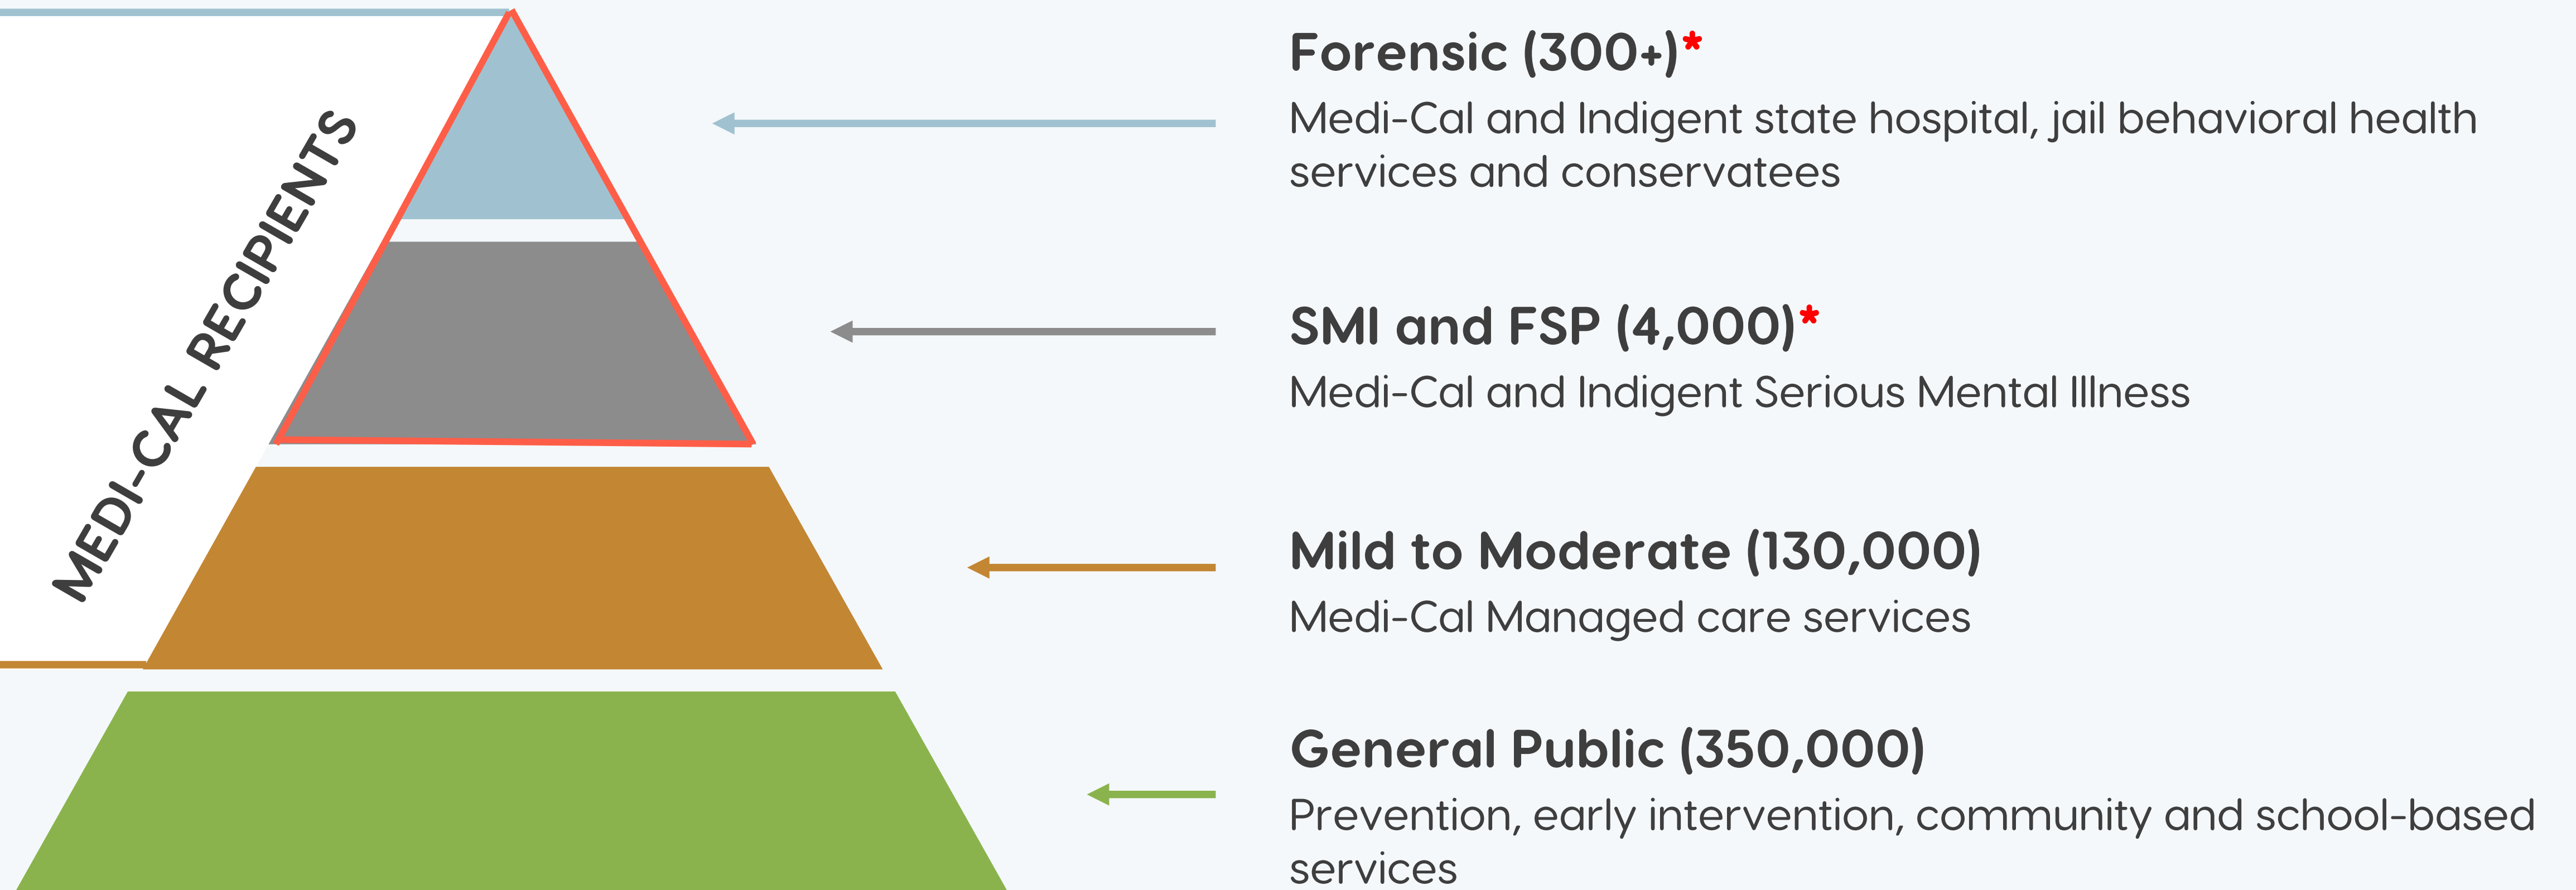 MEDI-CAL RECIPIENTS
Forensic (300+)*
Medi-Cal and Indigent state hospital, jail behavioral health
services and conservatees
SMI and FSP (4,000)*
Medi-Cal and Indigent Serious Mental Illness
Mild to Moderate (130,000)
Medi-Cal Managed care services
General Public (350,000)
Prevention, early intervention, community and school-based
services